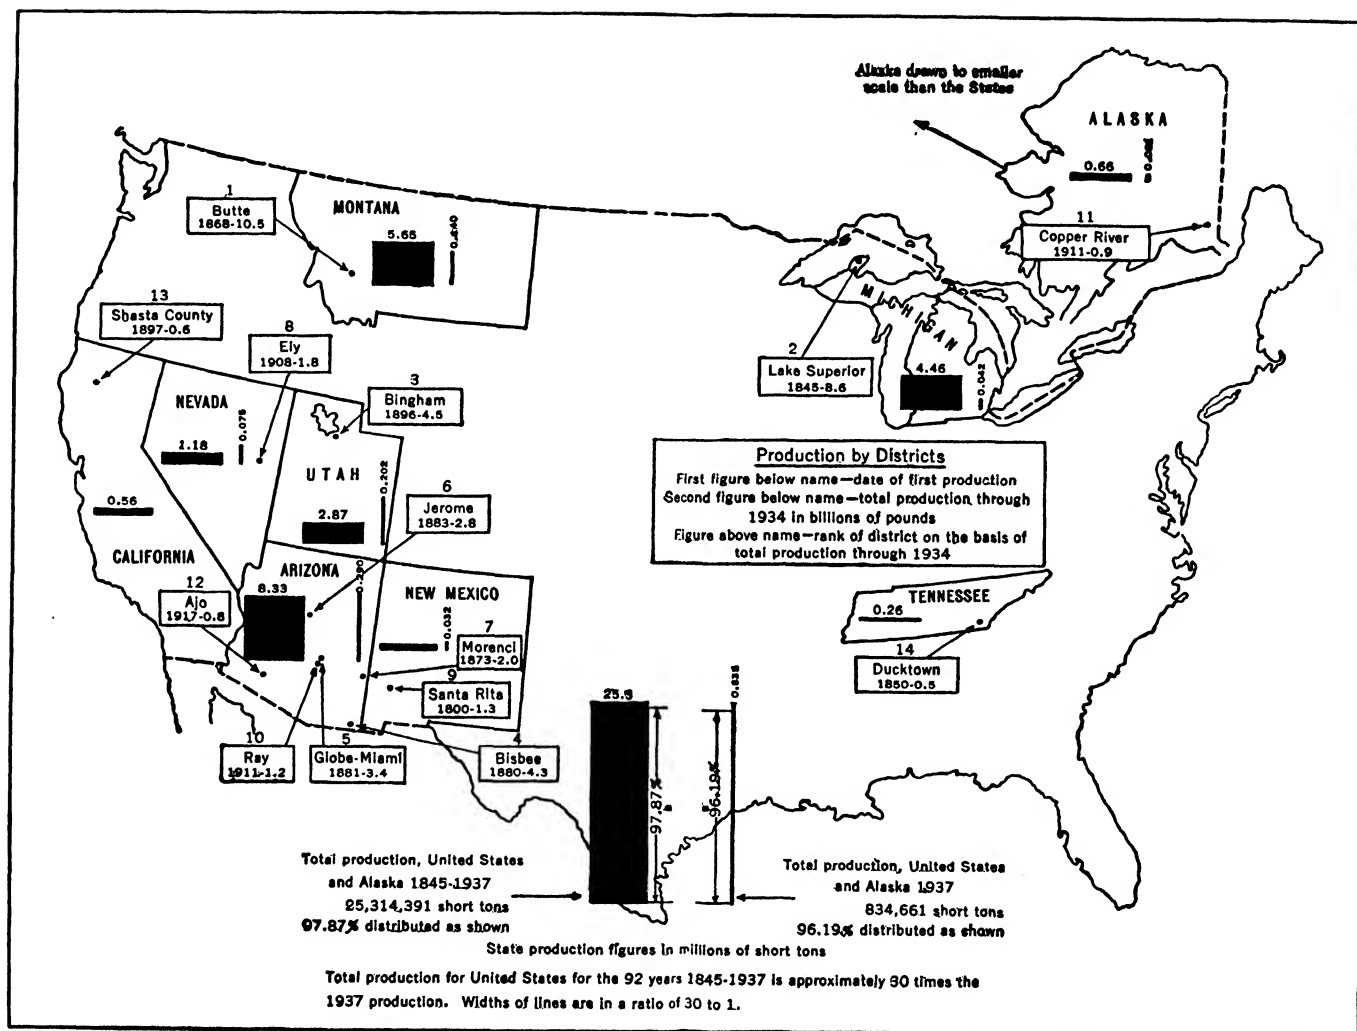 Alaska drawn to smaller
scale than the States
ALASKA
0.66
11
Copper River
1911-0.9
1
Butte
1868-10.5
MONTANA
5.65
13
Shasta County
1897-0.6
8
Ely
1908-1.8
3
Bingham
1896-4.5
NEVADA
1.18
0.075
UTAH
2.87
0.202
0.56
CALIFORNIA
6
Jerome
1883-2.8
ARIZONA
8.33
12
Ajo
1917-0.8
NEW MEXICO
0.032
7
Morenci
1873-2.0
9
Santa Rita
1800-1.3
10
Ray
1911-1.2
5
Globe-Miami
1881-3.4
4
Bisbee
1880-4.3
MICHIGAN
4.46
0.042
2
Lake Superior
1845-8.6
Production by Districts
First figure below name—date of first production
Second figure below name—total production through
1934 in billions of pounds
Figure above name—rank of district on the basis of
total production through 1934
TENNESSEE
0.26
14
Ducktown
1850-0.5
25.3
97.87%
0.835
96.19%
Total production, United States
and Alaska 1845-1937
25,314,391 short tons
97.87% distributed as shown
Total production, United States
and Alaska 1937
834,661 short tons
96.19% distributed as shown
State production figures in millions of short tons
Total production for United States for the 92 years 1845-1937 is approximately 30 times the
1937 production. Widths of lines are in a ratio of 30 to 1.